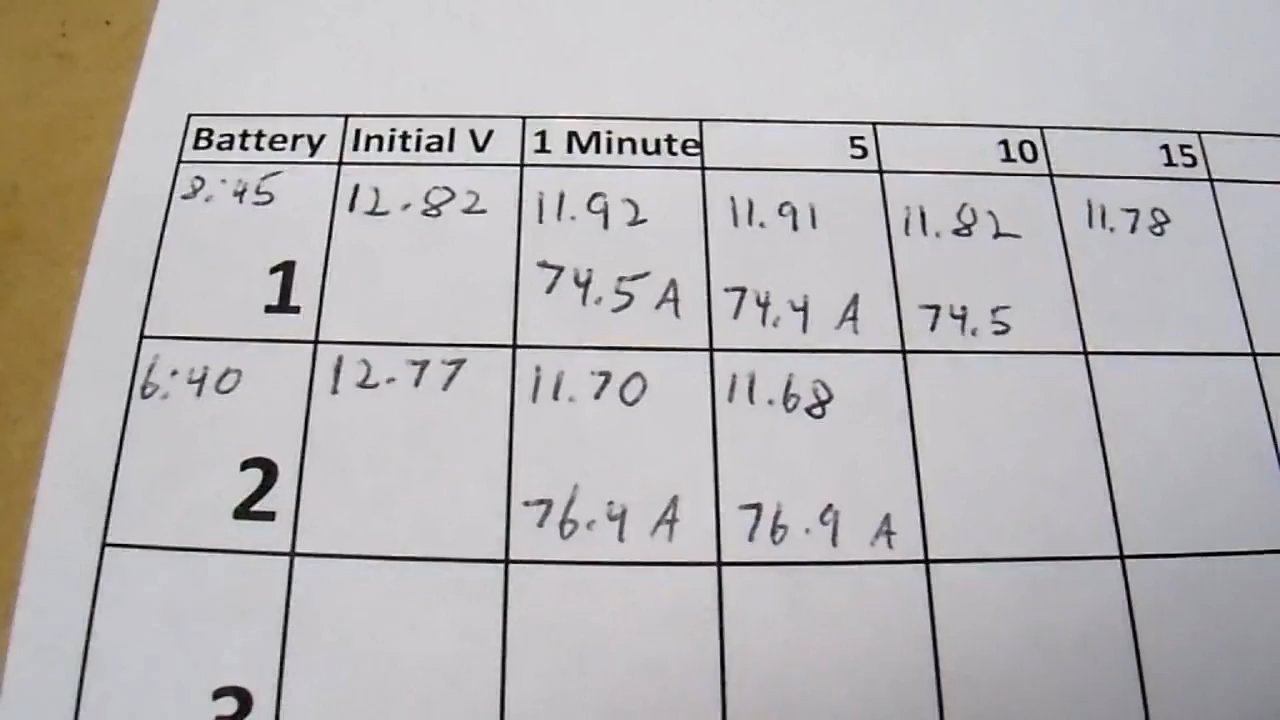 Battery Initial V 1 Minute 5 10 15
8:45 12.82 11.92 11.91 11.82 11.78
1 74.5 A 74.4 A 74.5
6:40 12.77 11.70 11.68
2 76.4 A 76.9 A
3